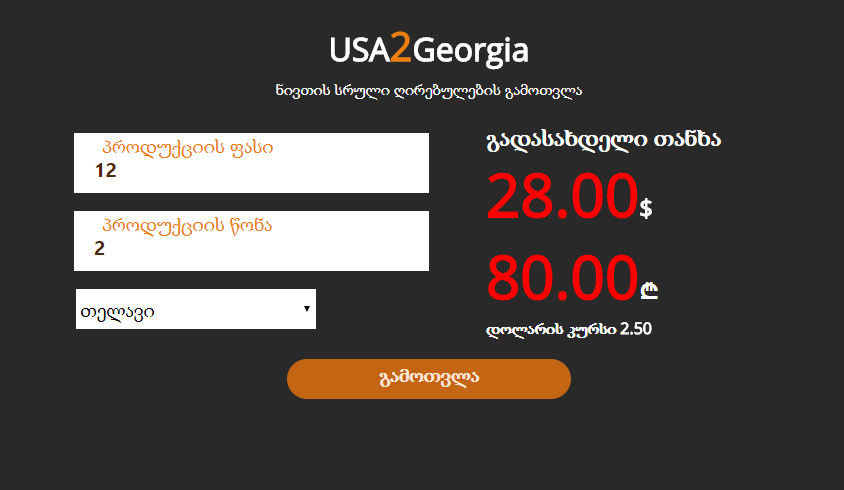 USA2Georgia
ნივთის სრული ღირებულების გამოთვლა
პროდუქციის ფასი
12
პროდუქციის წონა
2
თელავი
გადასახდელი თანხა
28.00$
80.00₾
დოლარის კურსი 2.50
გამოთვლა